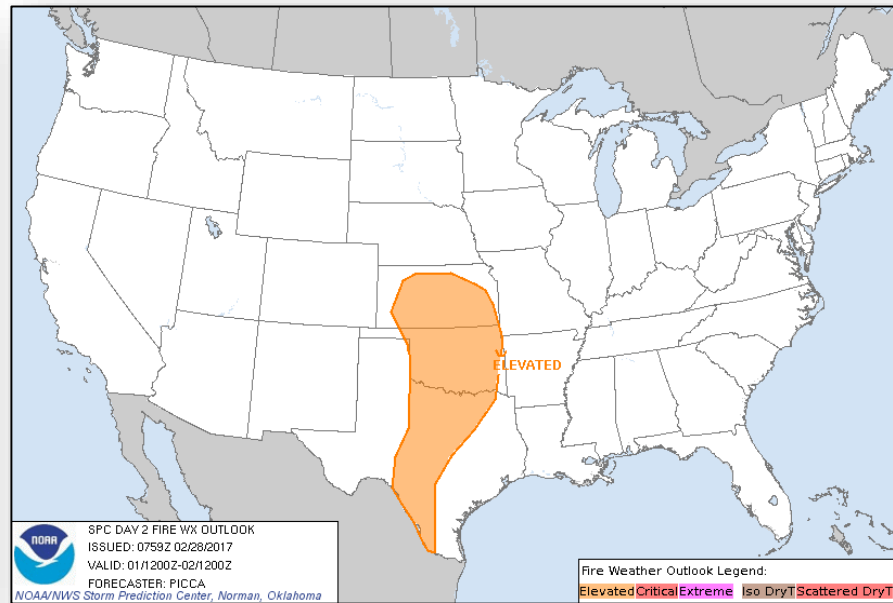 ELEVATED
NOAA
SPC DAY 2 FIRE WX OUTLOOK
ISSUED: 0759Z 02/28/2017
VALID: 01/1200Z-02/1200Z
FORECASTER: PICCA
NOAA/NWS Storm Prediction Center, Norman, Oklahoma
Fire Weather Outlook Legend:
Elevated Critical Extreme Iso DryT Scattered DryT